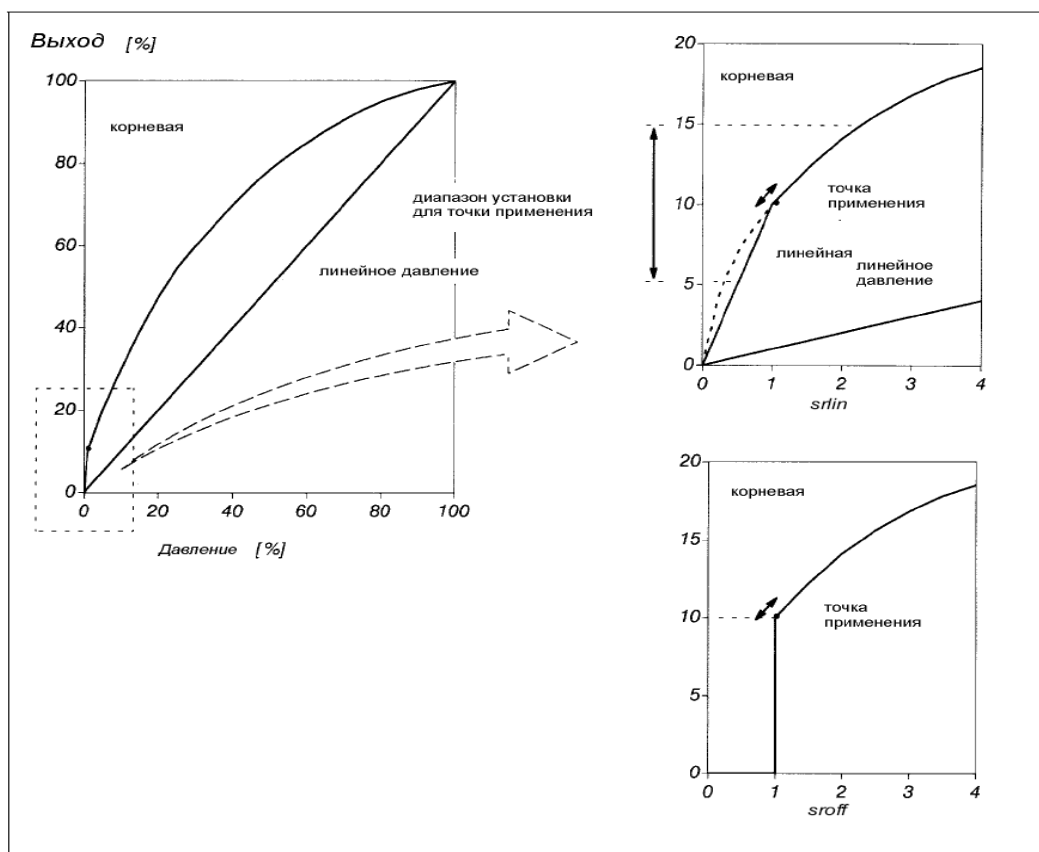 Выход [%]
100
80
60
40
20
0
корневая
диапазон установки
для точки применения
линейное давление
0 20 40 60 80 100
Давление [%]
20
15
10
5
0
корневая
точка
применения
линейная
линейное
давление
0 1 2 3 4
srlin
20
15
10
5
0
корневая
точка
применения
0 1 2 3 4
sroff